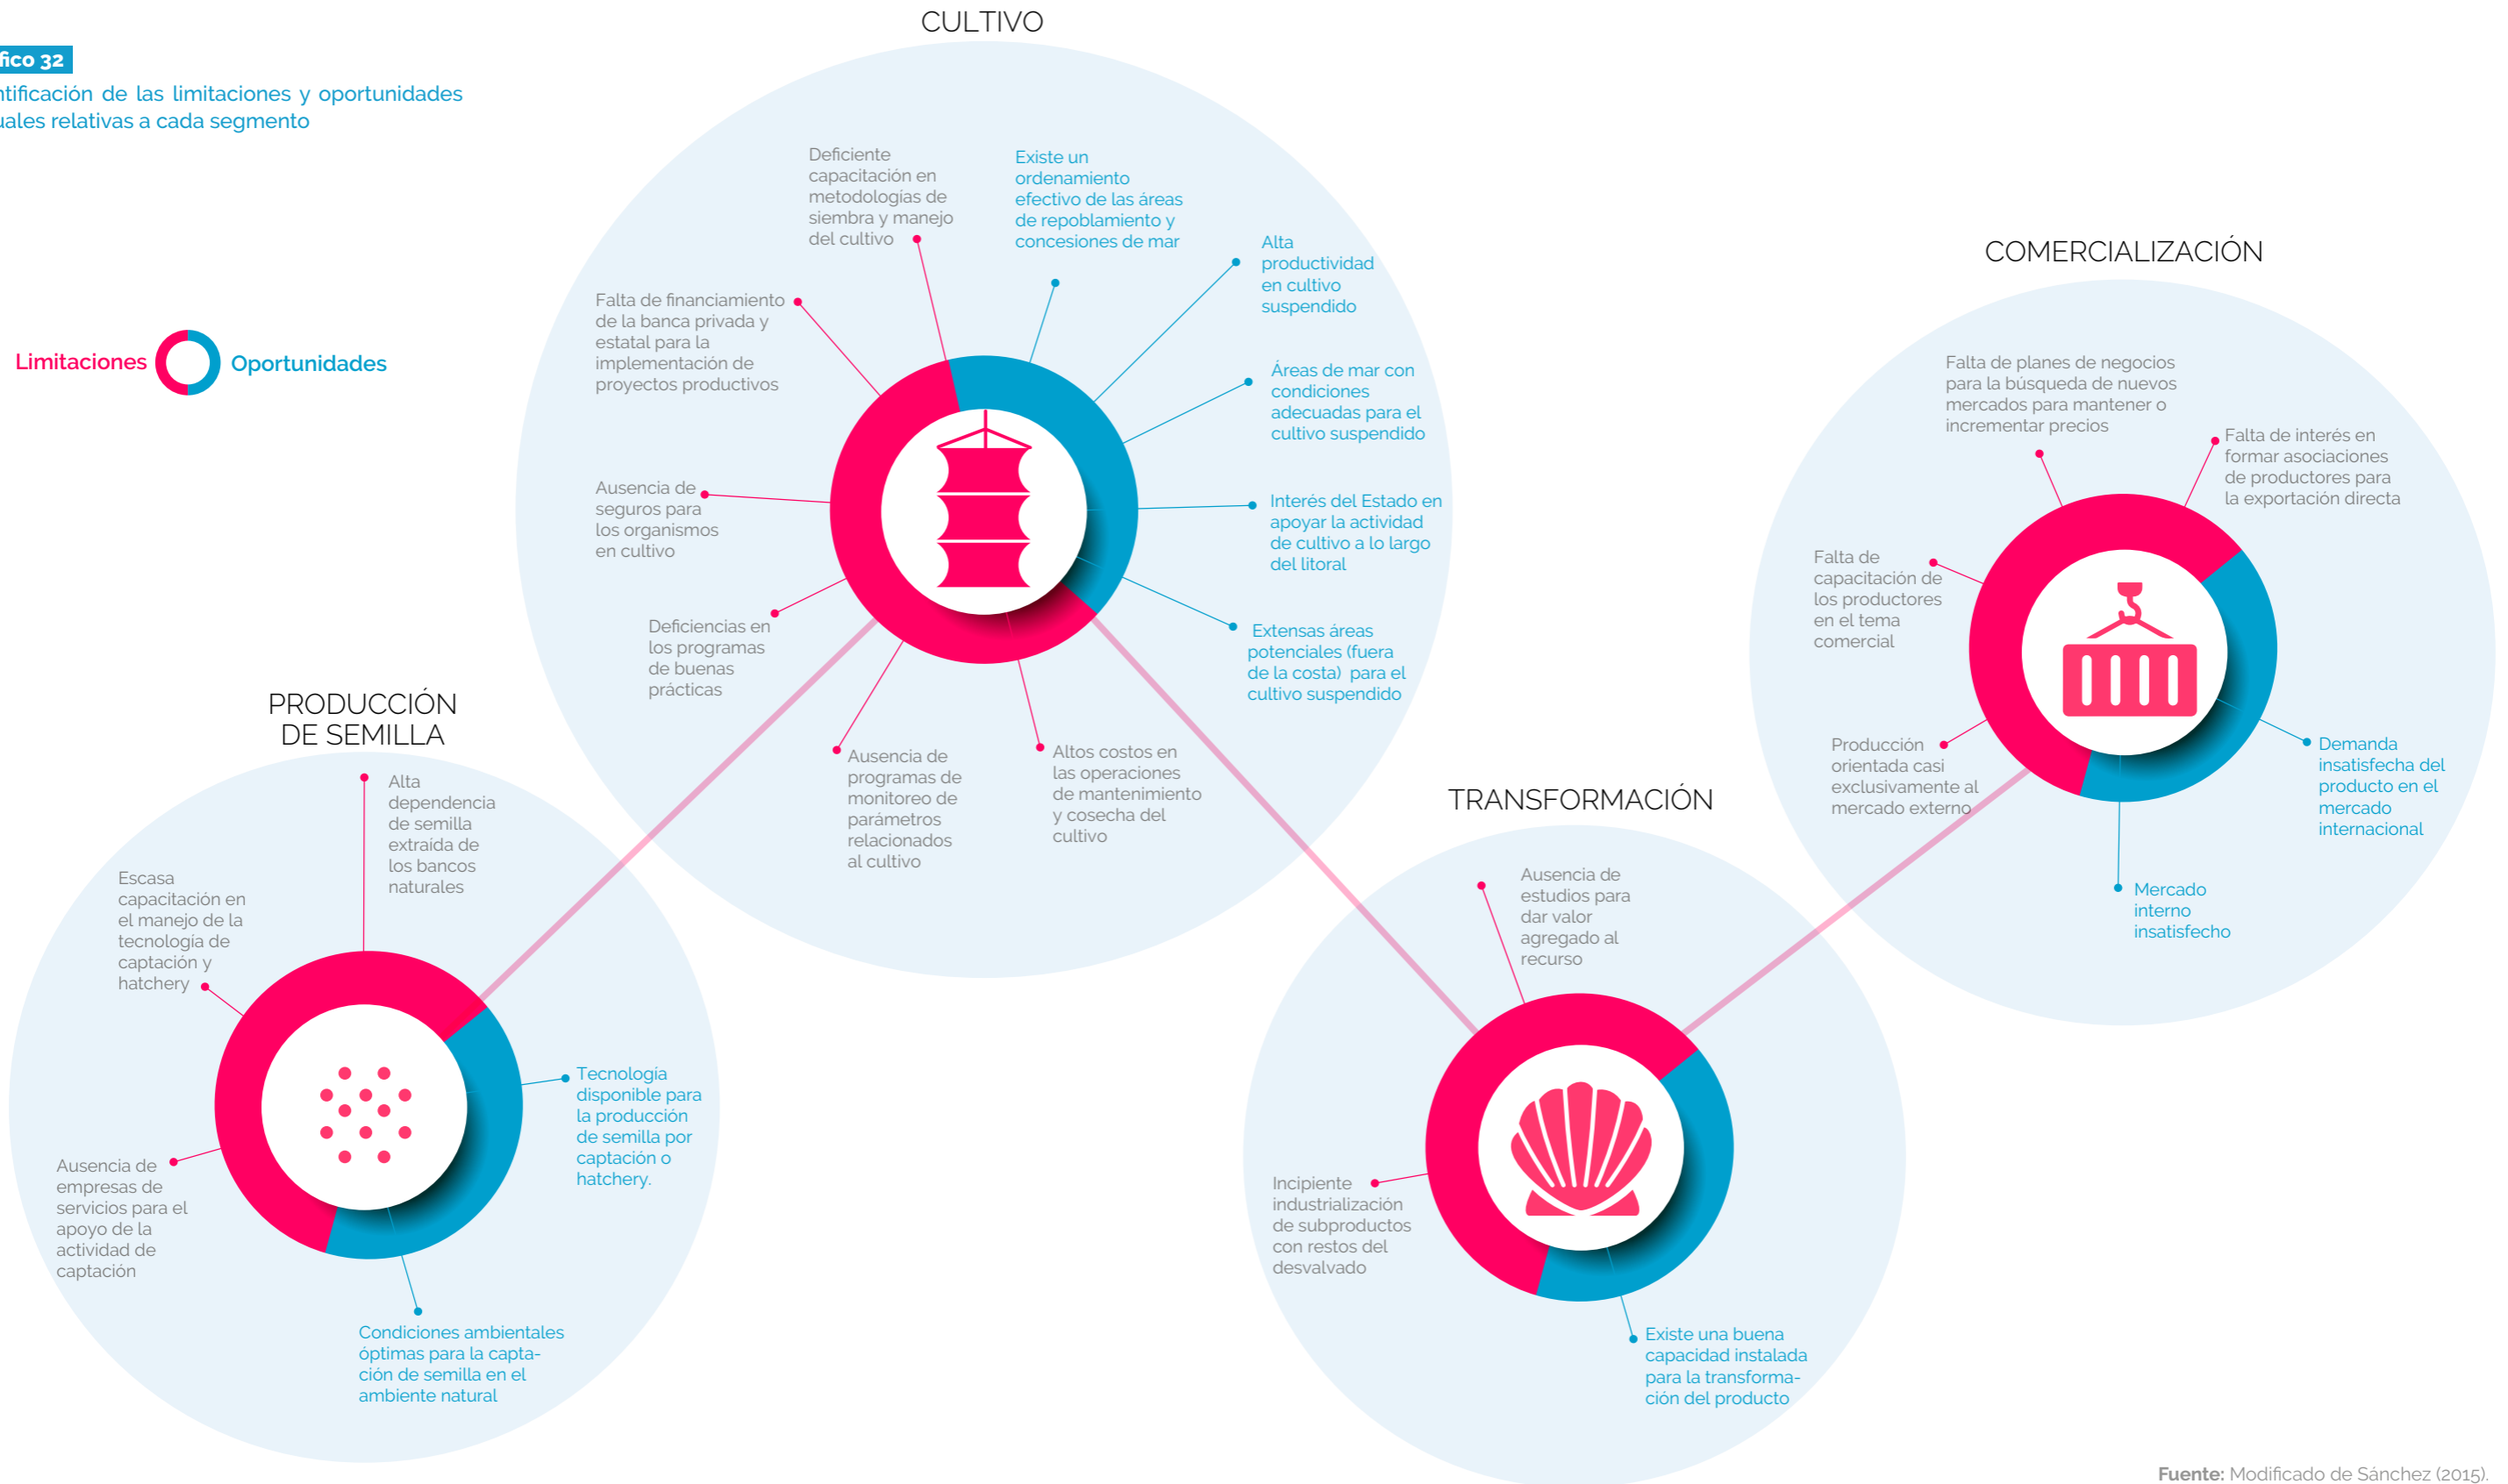 fico 32
ntificación de las limitaciones y oportunidades
uales relativas a cada segmento
Limitaciones
Oportunidades
CULTIVO
Deficiente
capacitación en
metodologías de
siembra y manejo
del cultivo
Existe un
ordenamiento
efectivo de las áreas
de repoblamiento y
concesiones de mar
Alta
productividad
en cultivo
suspendido
Falta de financiamiento
de la banca privada y
estatal para la
implementación de
proyectos productivos
Áreas de mar con
condiciones
adecuadas para el
cultivo suspendido
Ausencia de
seguros para
los organismos
en cultivo
Interés del Estado en
apoyar la actividad
de cultivo a lo largo
del litoral
Deficiencias en
los programas
de buenas
prácticas
Extensas áreas
potenciales (fuera
de la costa) para el
cultivo suspendido
Ausencia de
programas de
monitoreo de
parámetros
relacionados
al cultivo
Altos costos en
las operaciones
de mantenimiento
y cosecha del
cultivo
PRODUCCIÓN
DE SEMILLA
Alta
dependencia
de semilla
extraída de
los bancos
naturales
Escasa
capacitación en
el manejo de la
tecnología de
captación y
hatchery
Tecnología
disponible para
la producción
de semilla por
captación o
hatchery.
Ausencia de
empresas de
servicios para el
apoyo de la
actividad de
captación
Condiciones ambientales
óptimas para la capta-
ción de semilla en el
ambiente natural
TRANSFORMACIÓN
Ausencia de
estudios para
dar valor
agregado al
recurso
Incipiente
industrialización
de subproductos
con restos del
desvalvado
Existe una buena
capacidad instalada
para la transforma-
ción del producto
COMERCIALIZACIÓN
Falta de planes de negocios
para la búsqueda de nuevos
mercados para mantener o
incrementar precios
Falta de interés en
formar asociaciones
de productores para
la exportación directa
Falta de
capacitación de
los productores
en el tema
comercial
Producción
orientada casi
exclusivamente al
mercado externo
Demanda
insatisfecha del
producto en el
mercado
internacional
Mercado
interno
insatisfecho
Fuente: Modificado de Sánchez (2015).